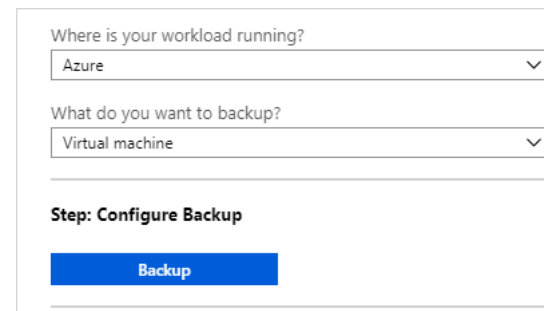 Where is your workload running?
Azure
What do you want to backup?
Virtual machine
Step: Configure Backup
Backup